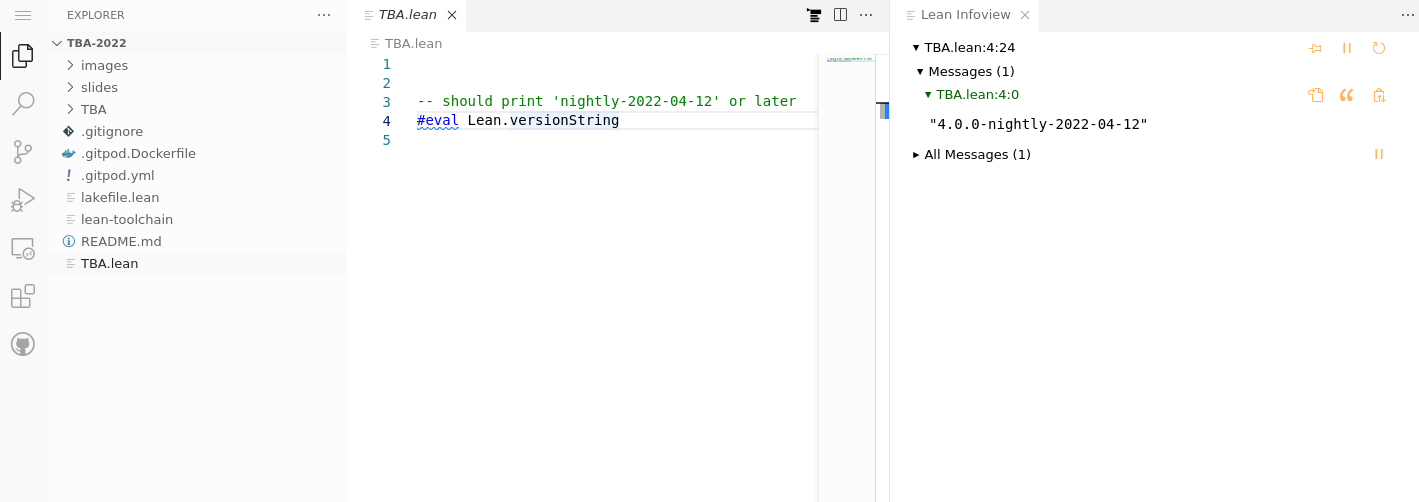 EXPLORER
TBA-2022
images
slides
TBA
.gitignore
.gitpod.Dockerfile
.gitpod.yml
lakefile.lean
lean-toolchain
README.md
TBA.lean
TBA.lean
TBA.lean
1
2
3 -- should print 'nightly-2022-04-12' or later
4 #eval Lean.versionString
5
Lean Infoview
TBA.lean:4:24
Messages (1)
TBA.lean:4:0
"4.0.0-nightly-2022-04-12"
All Messages (1)